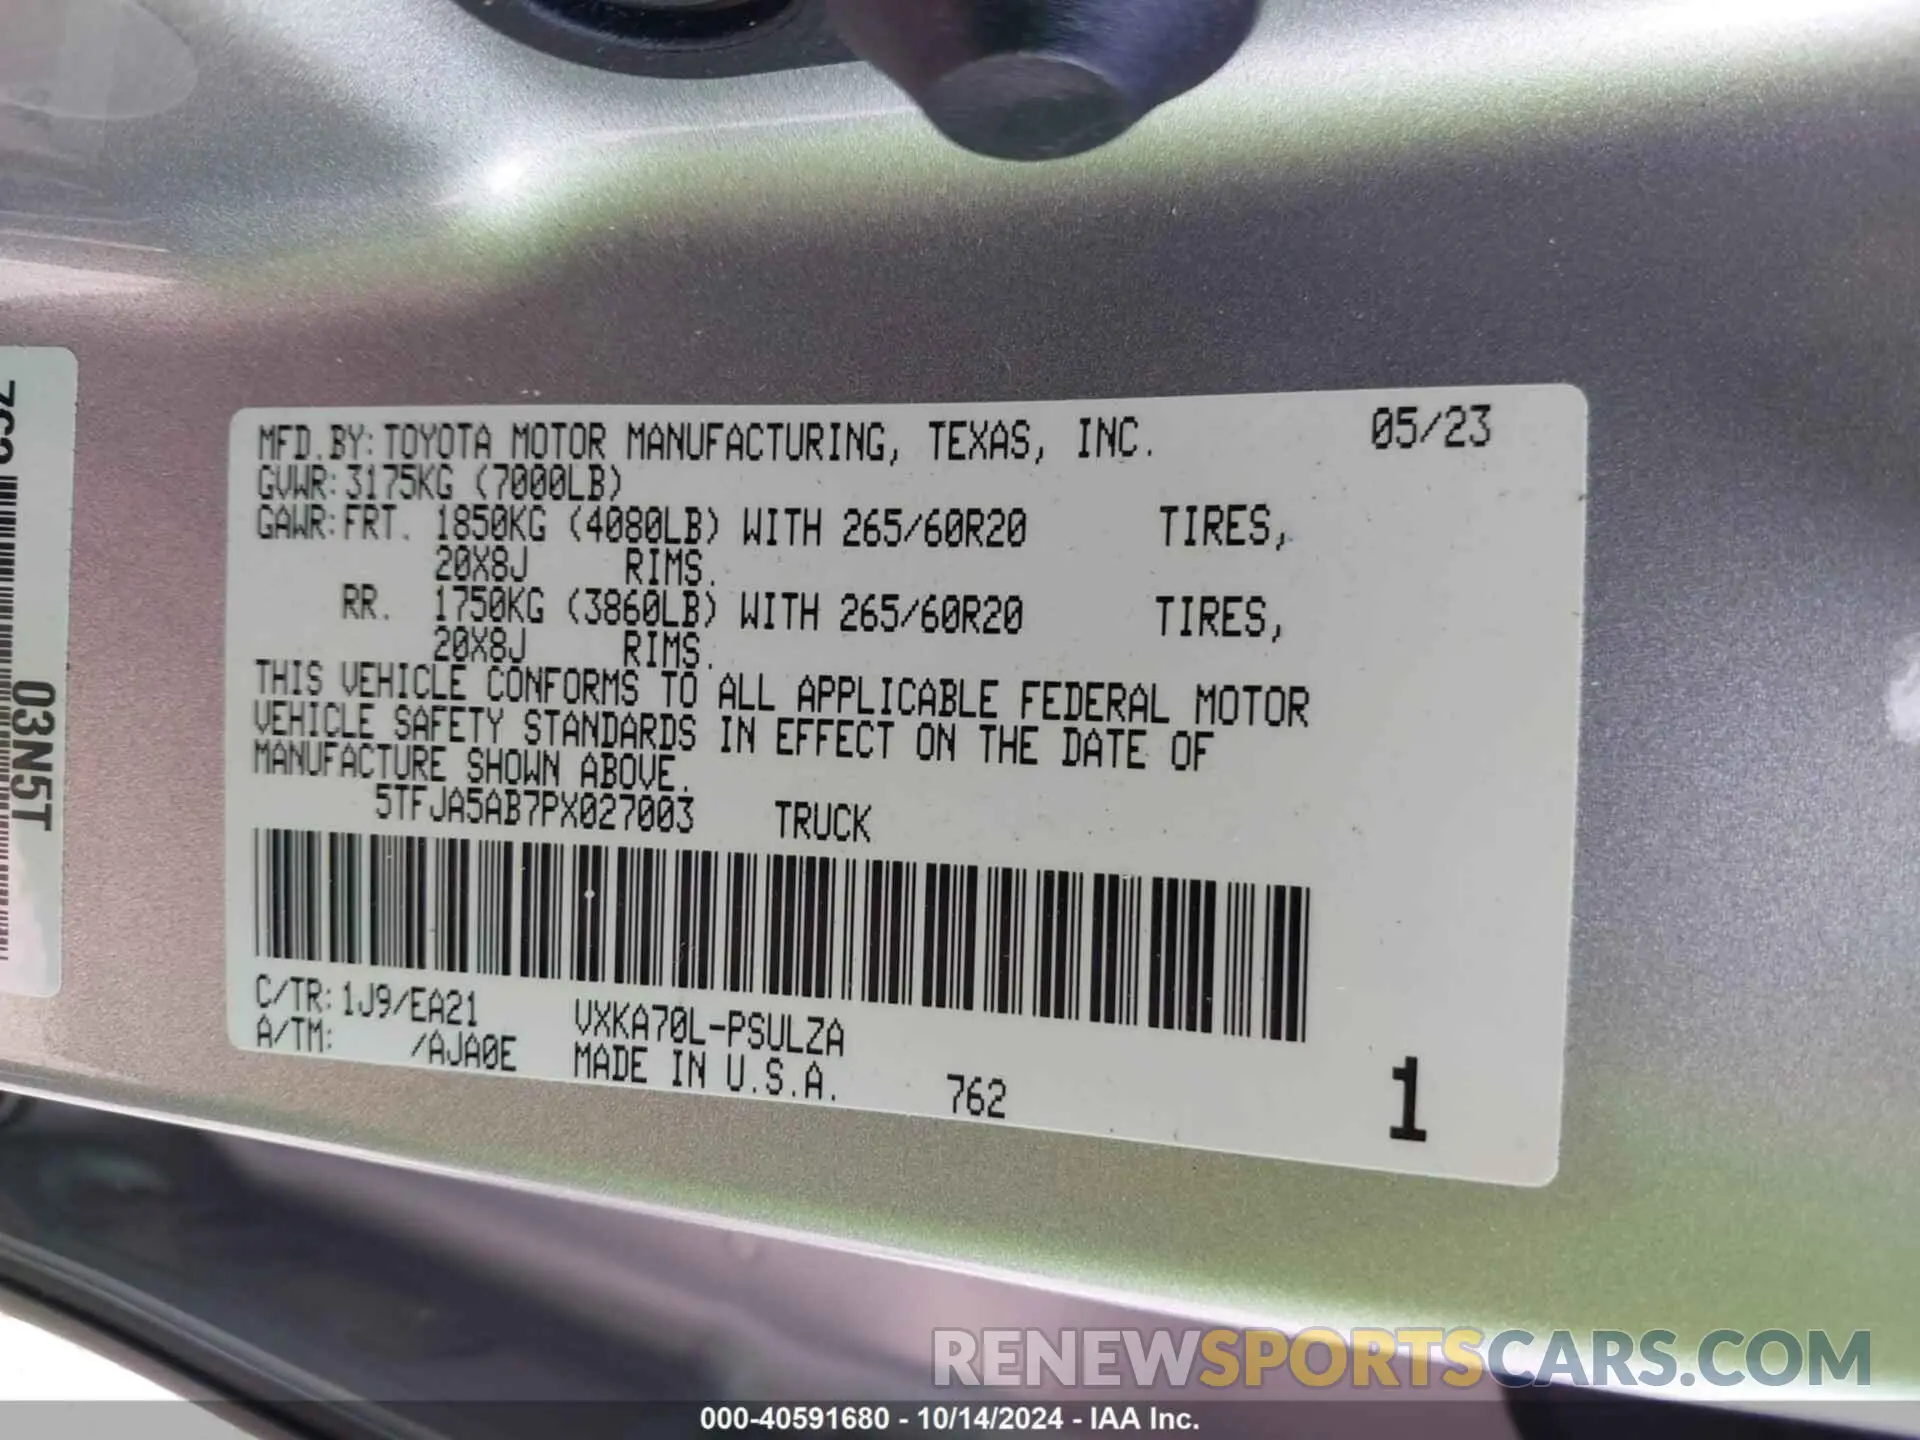 MFD.BY:TOYOTA MOTOR MANUFACTURING, TEXAS, INC. 05/23
GVWR:3175KG (7000LB)
GAWR:FRT. 1850KG (4080LB) WITH 265/60R20 TIRES,
20X8J RIMS.
RR. 1750KG (3860LB) WITH 265/60R20 TIRES,
20X8J RIMS.
THIS VEHICLE CONFORMS TO ALL APPLICABLE FEDERAL MOTOR
VEHICLE SAFETY STANDARDS IN EFFECT ON THE DATE OF
MANUFACTURE SHOWN ABOVE.
5TFJA5AB7PX027003 TRUCK
C/TR:1J9/EA21 VXKA70L-PSULZA
A/TM: /AJA0E MADE IN U.S.A. 762 1
03N5T
RENEWSPORTSCARS.COM
000-40591680 - 10/14/2024 - IAA Inc.